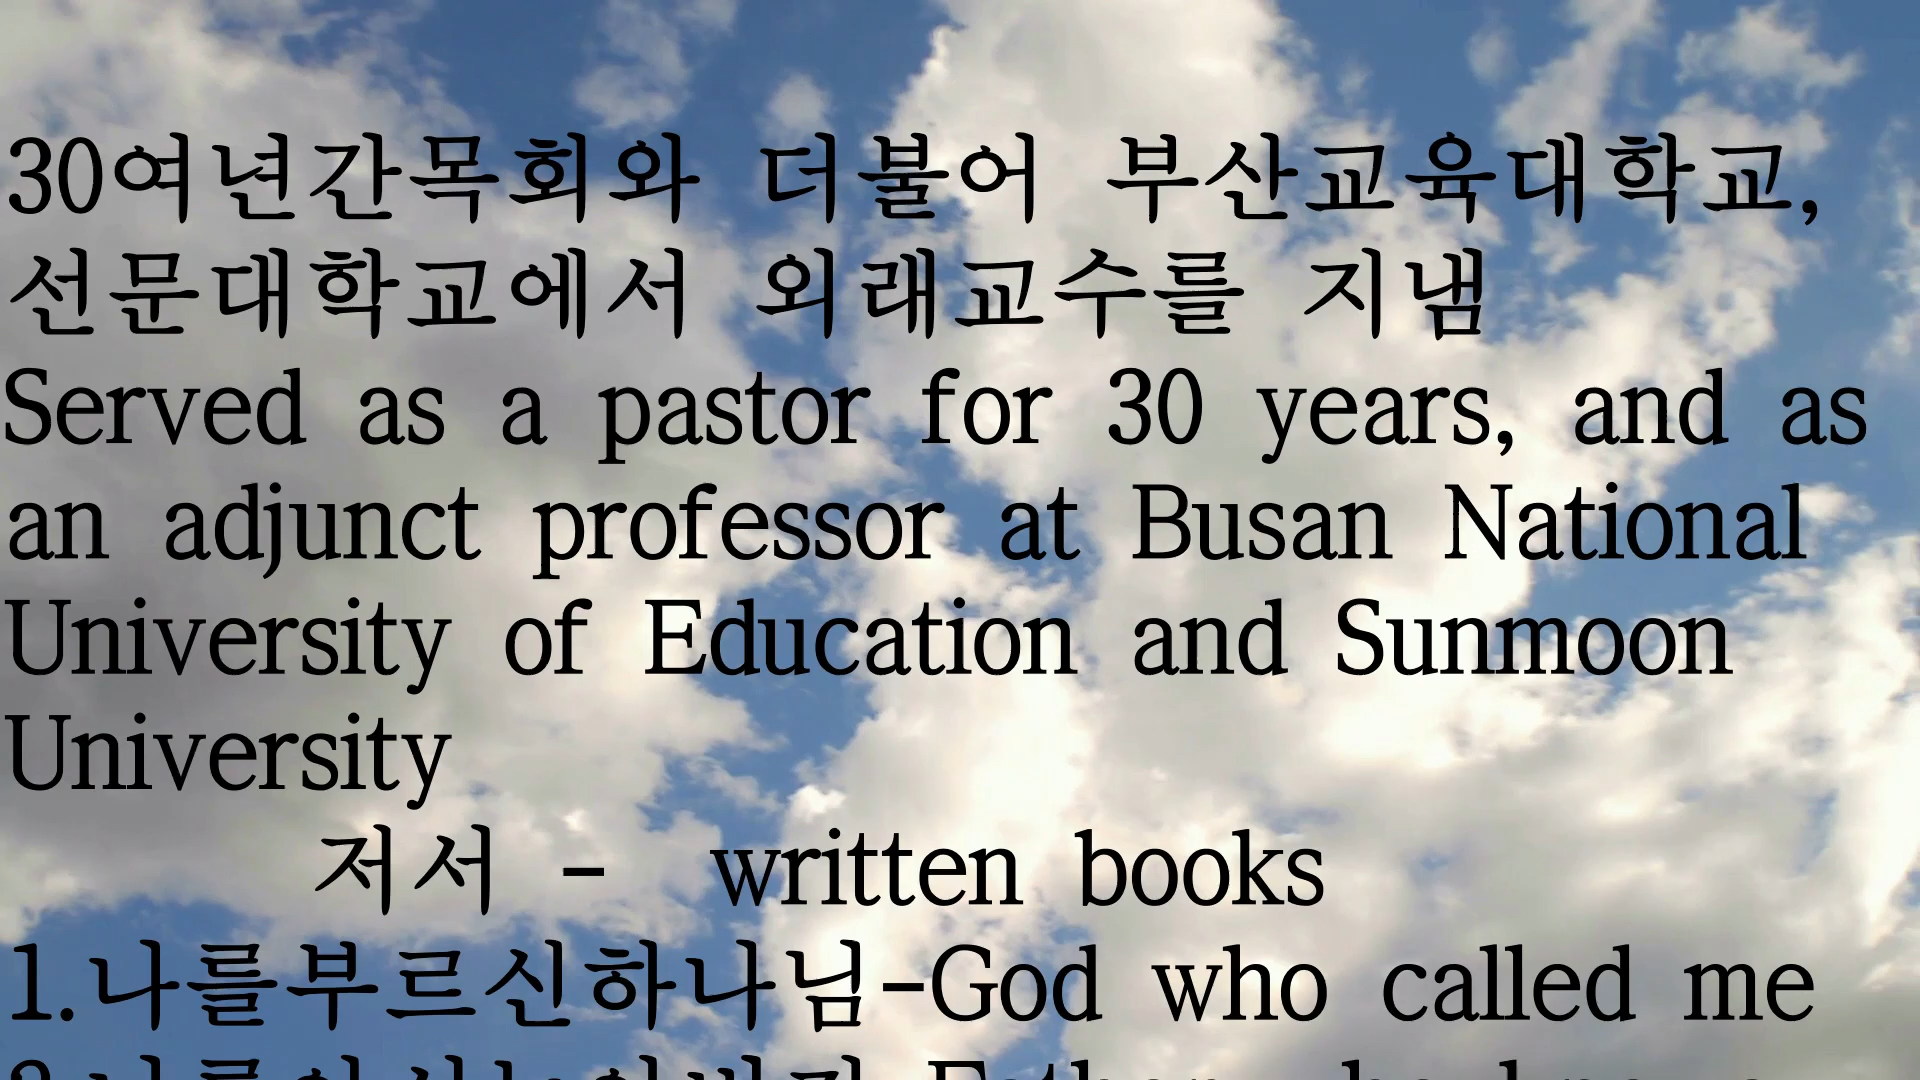 30여년간목회와 더불어 부산교육대학교,
선문대학교에서 외래교수를 지냄
Served as a pastor for 30 years, and as
an adjunct professor at Busan National
University of Education and Sunmoon
University
저서 - written books
1.나를부르신하나님-God who called me